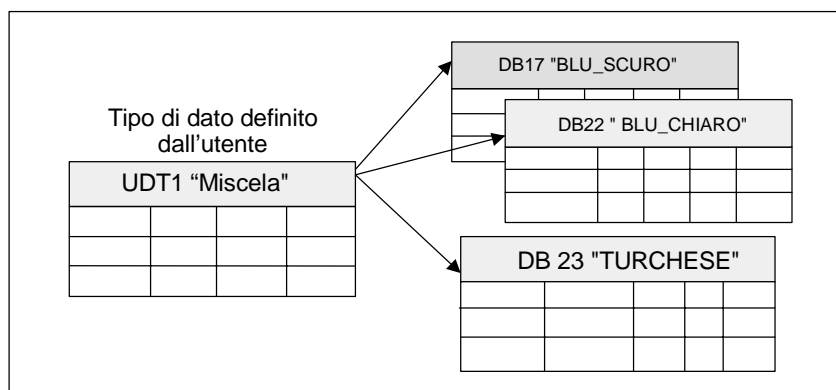 Tipo di dato definito
dall'utente
UDT1 “Miscela"
DB17 "BLU_SCURO"
DB22 " BLU_CHIARO"
DB 23 "TURCHESE"